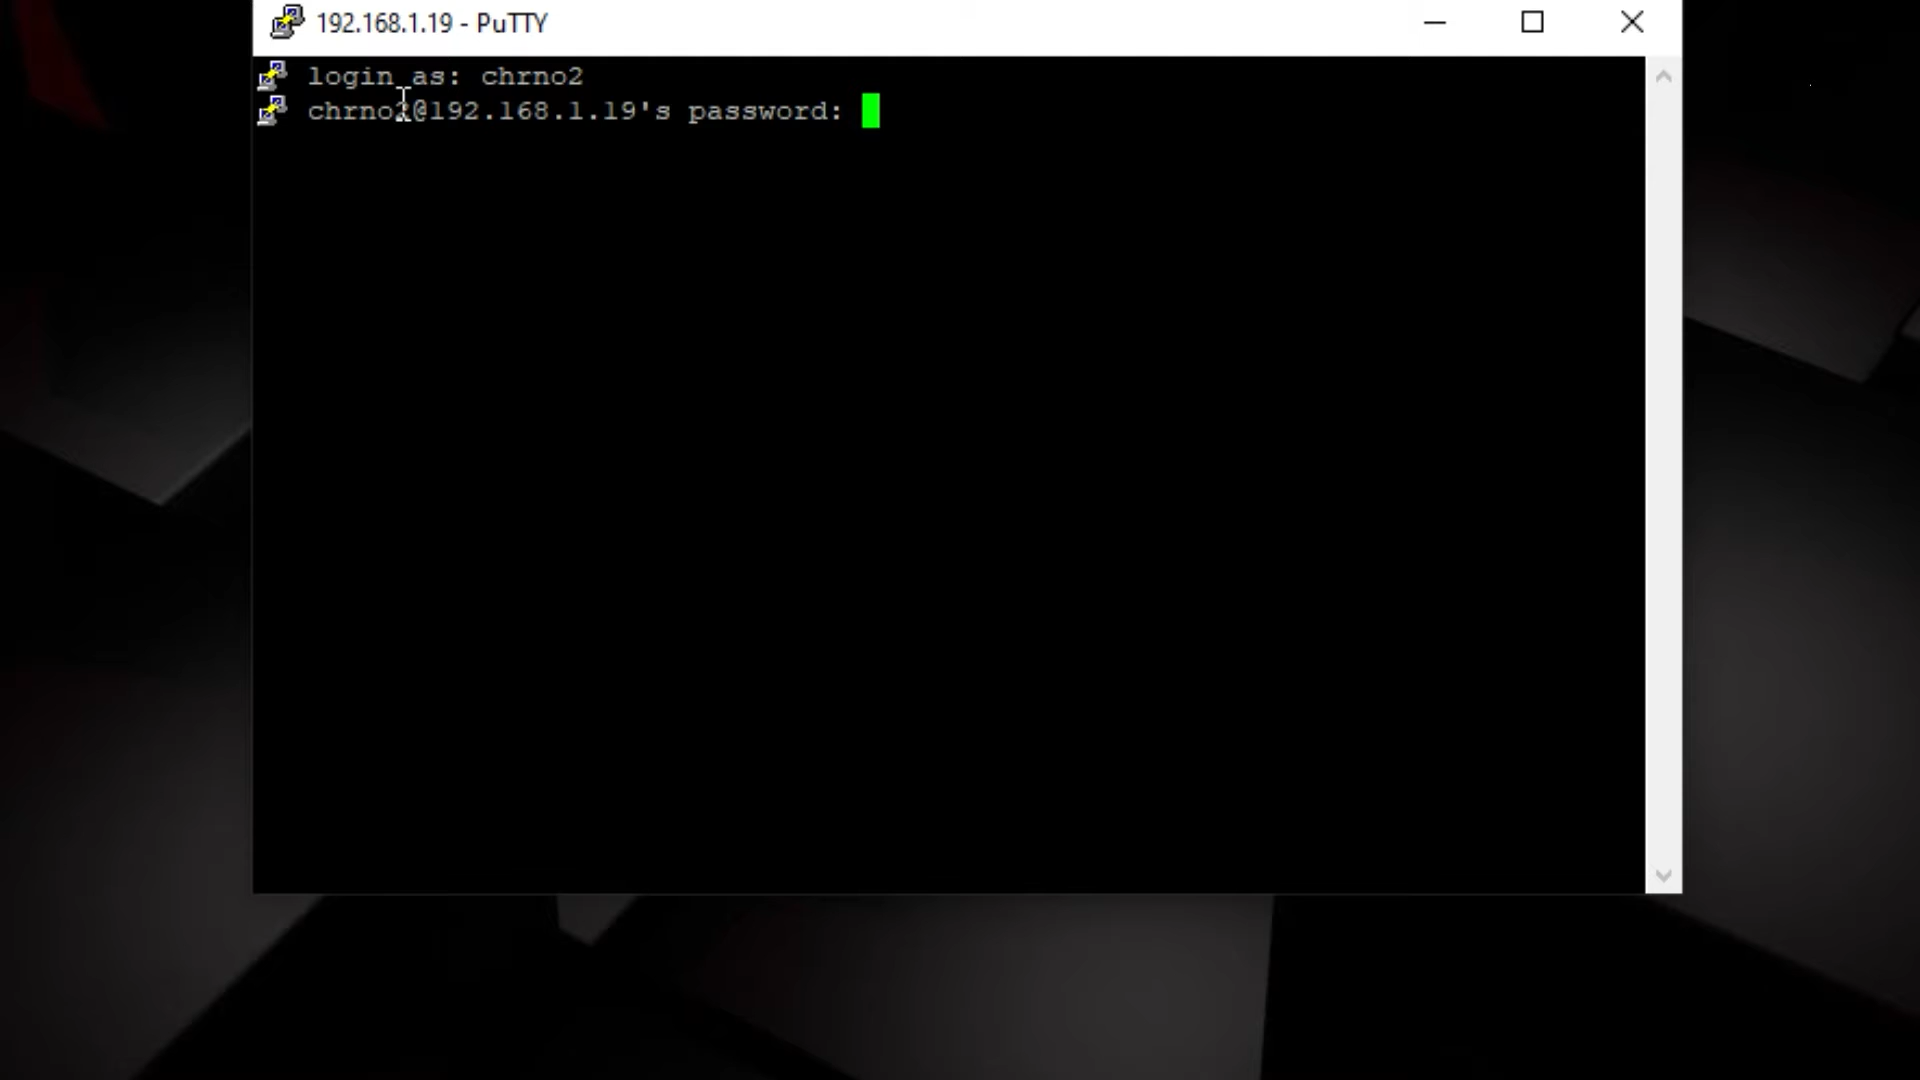 192.168.1.19 - PuTTY
login as: chrno2
chrno2@192.168.1.19's password: